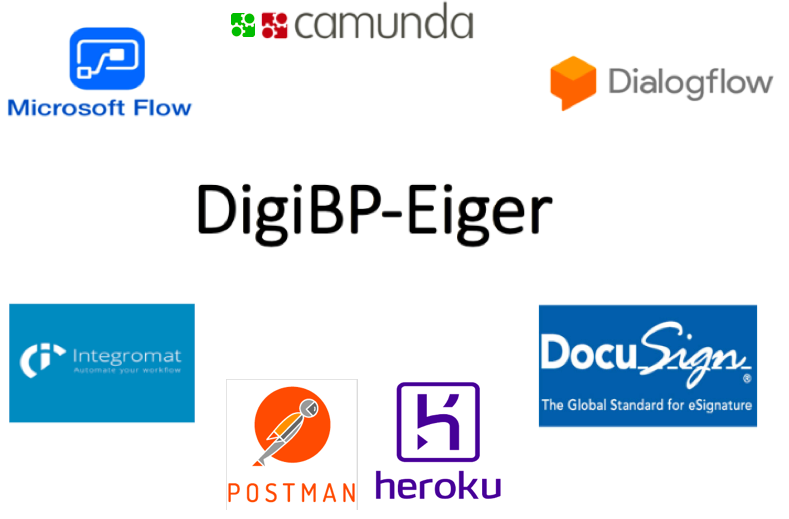 camunda
Microsoft Flow
Dialogflow
DigiBP-Eiger
Integromat
Automate your workflow
DocuSign®
The Global Standard for eSignature
POSTMAN
heroku